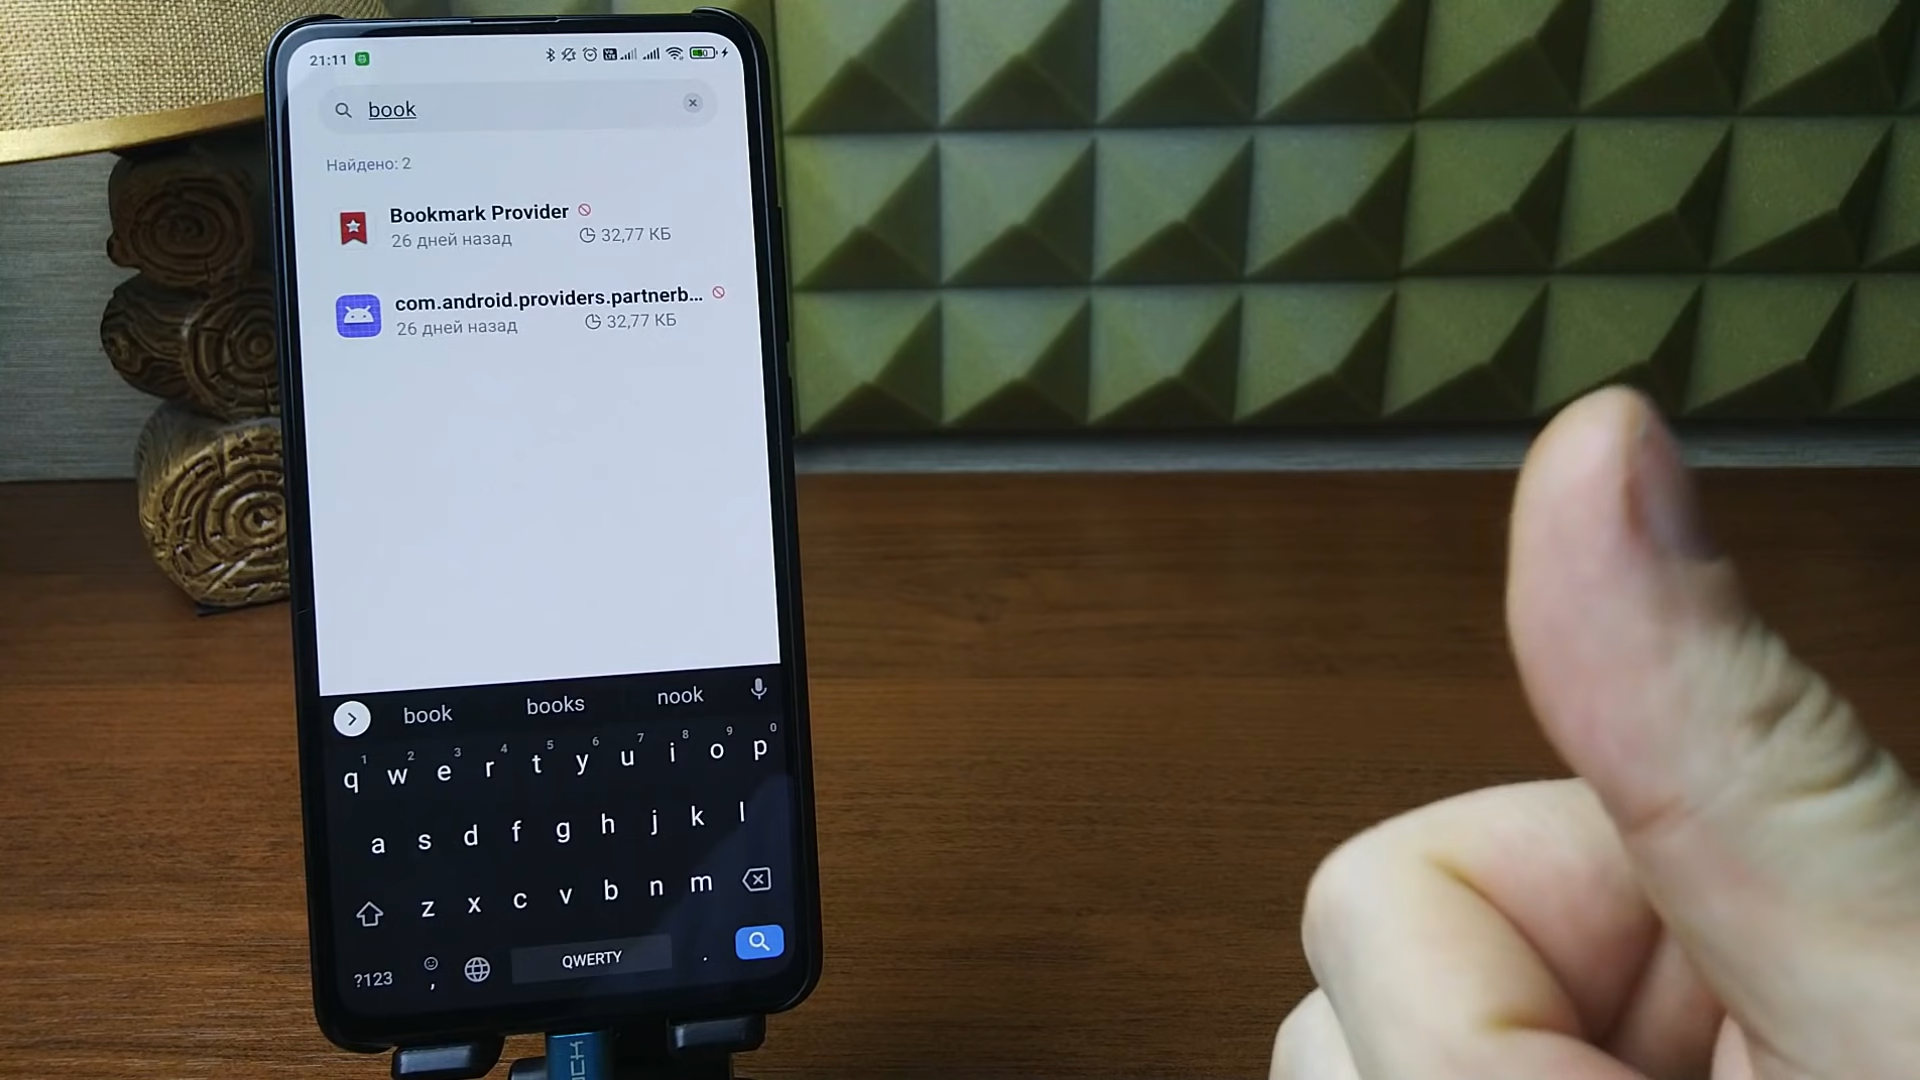 21:11
80
book
Найдено: 2
Bookmark Provider
26 дней назад 32,77 КБ
com.android.providers.partnerb...
26 дней назад 32,77 КБ
book books nook
1 2 3 4 5 6 7 8 9 0
q w e r t y u i o p
a s d f g h j k l
z x c v b n m
?123 , QWERTY .